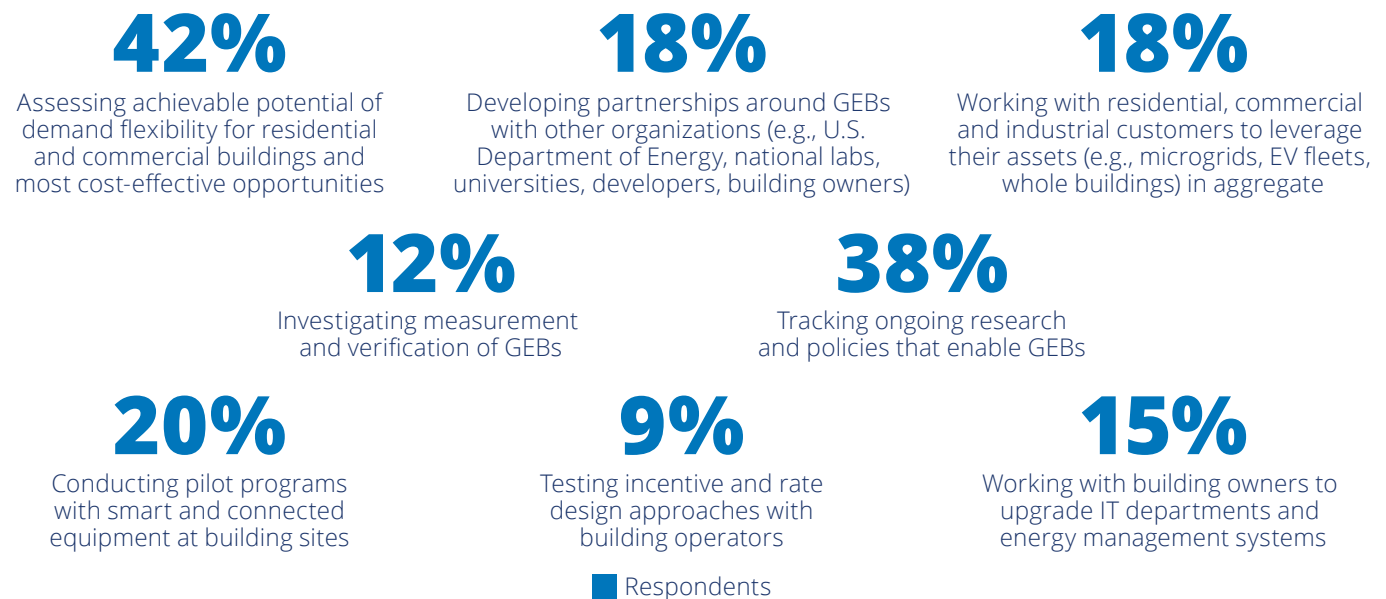 42%
Assessing achievable potential of
demand flexibility for residential
and commercial buildings and
most cost-effective opportunities
18%
Developing partnerships around GEBs
with other organizations (e.g., U.S.
Department of Energy, national labs,
universities, developers, building owners)
18%
Working with residential, commercial
and industrial customers to leverage
their assets (e.g., microgrids, EV fleets,
whole buildings) in aggregate
12%
Investigating measurement
and verification of GEBs
38%
Tracking ongoing research
and policies that enable GEBs
20%
Conducting pilot programs
with smart and connected
equipment at building sites
9%
Testing incentive and rate
design approaches with
building operators
15%
Working with building owners to
upgrade IT departments and
energy management systems
Respondents